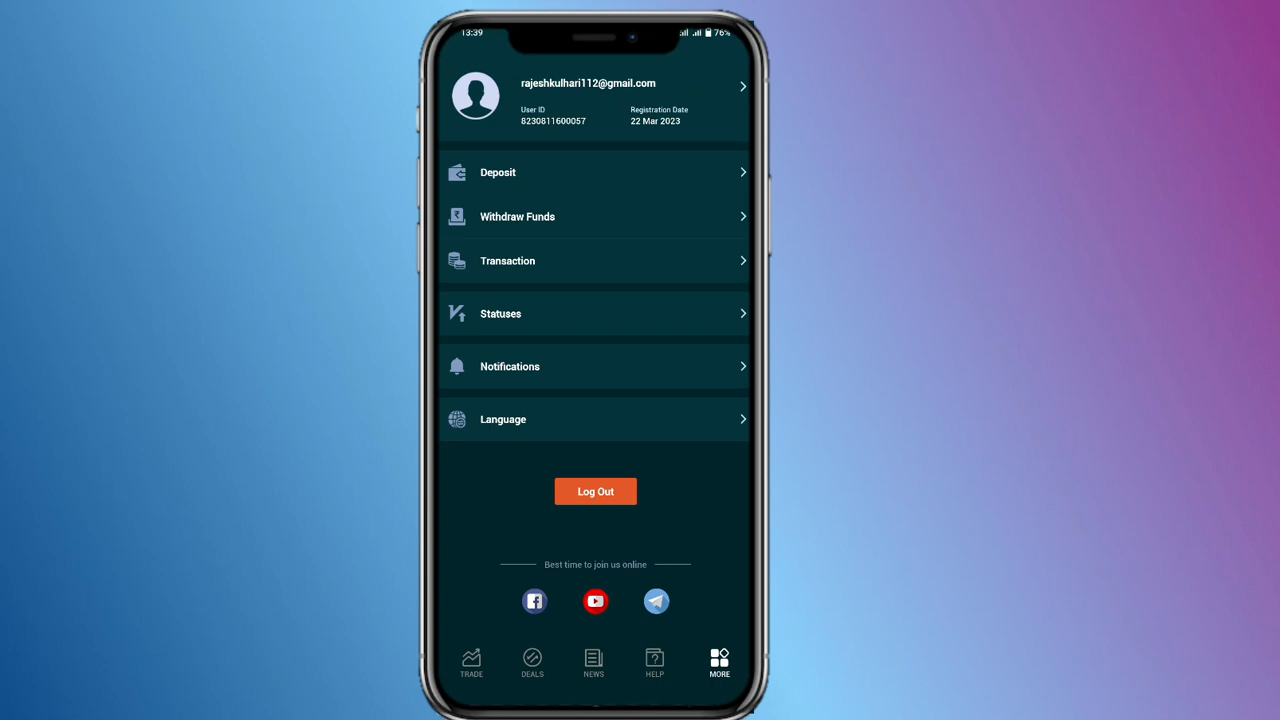 13:39
76%
rajeshkulhari112@gmail.com
User ID
Registration Date
8230811600057
22 Mar 2023
Deposit
Withdraw Funds
Transaction
Statuses
Notifications
Language
Log Out
Best time to join us online
TRADE
DEALS
NEWS
HELP
MORE